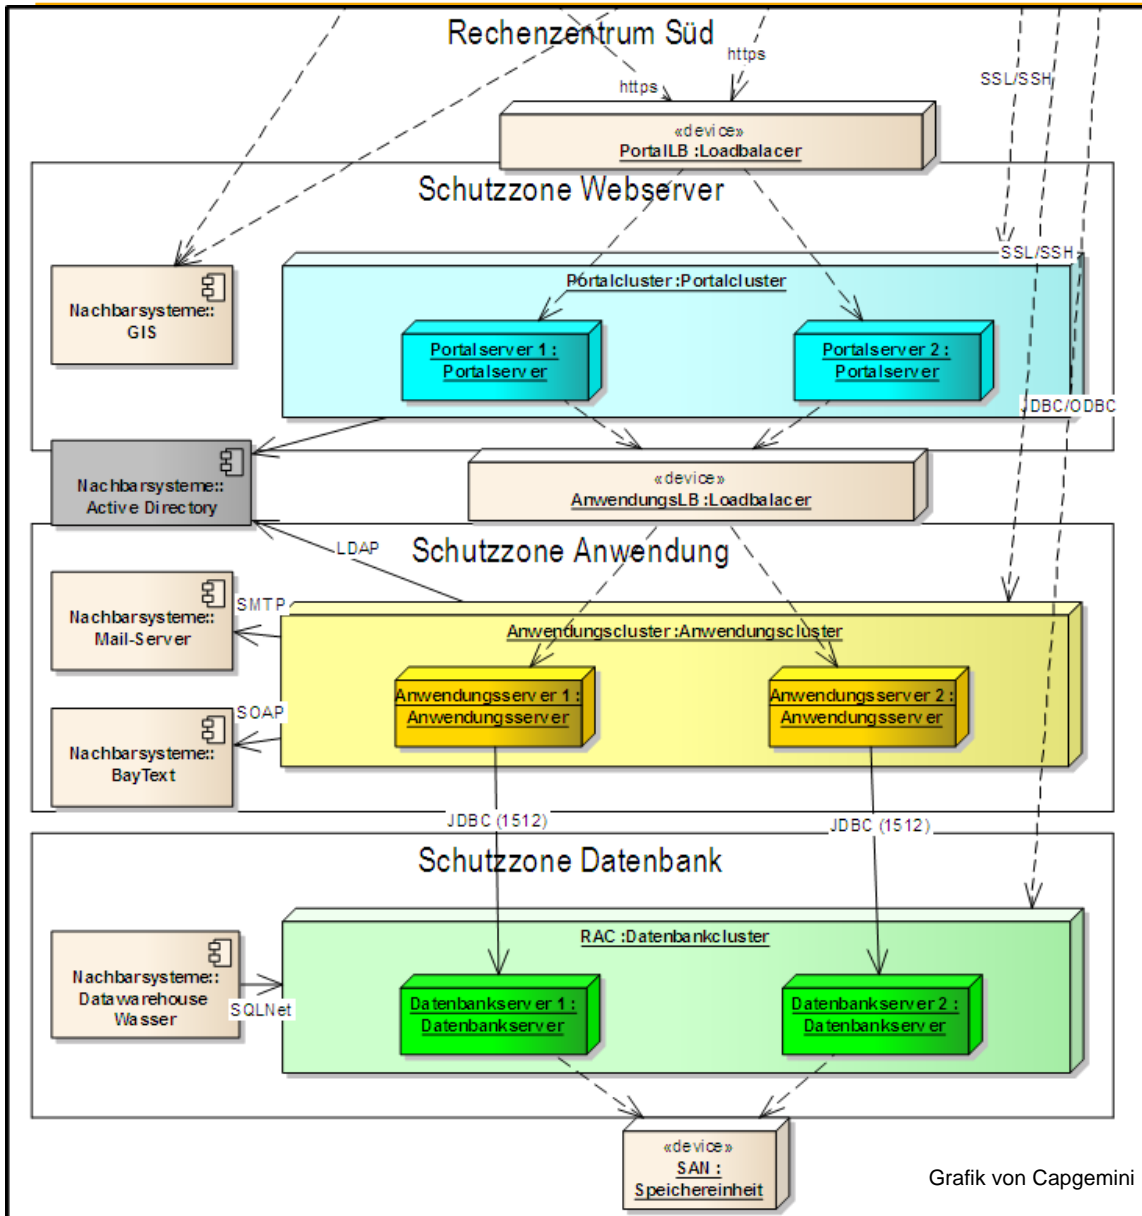 Rechenzentrum Süd
https
https
SSL/SSH
«device»
PortalLB :Loadbalacer
Schutzzone Webserver
SSL/SSH
Nachbarsysteme::
GIS
Portalcluster :Portalcluster
Portalserver 1 :
Portalserver
Portalserver 2 :
Portalserver
JDBC/ODBC
Nachbarsysteme::
Active Directory
«device»
AnwendungsLB :Loadbalacer
Schutzzone Anwendung
LDAP
Nachbarsysteme::
Mail-Server
SMTP
Anwendungscluster :Anwendungscluster
Anwendungsserver 1 :
Anwendungsserver
Anwendungsserver 2 :
Anwendungsserver
SOAP
Nachbarsysteme::
BayText
JDBC (1512)
JDBC (1512)
Schutzzone Datenbank
RAC :Datenbankcluster
Nachbarsysteme::
Datawarehouse
Wasser
SQLNet
Datenbankserver 1 :
Datenbankserver
Datenbankserver 2 :
Datenbankserver
«device»
SAN :
Speichereinheit
Grafik von Capgemini